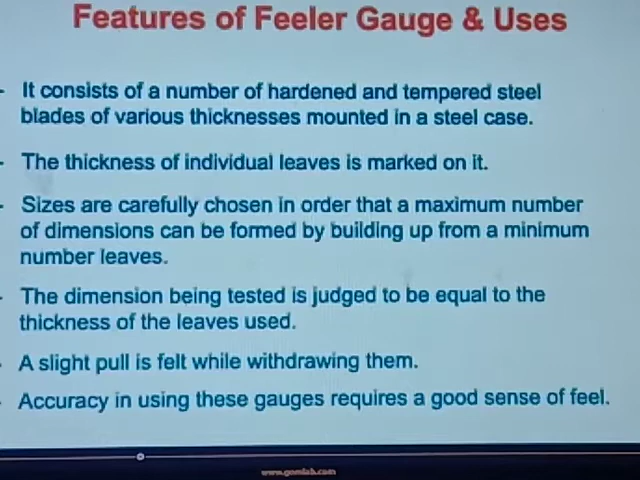 Features of Feeler Gauge & Uses
- It consists of a number of hardened and tempered steel
blades of various thicknesses mounted in a steel case.
- The thickness of individual leaves is marked on it.
- Sizes are carefully chosen in order that a maximum number
of dimensions can be formed by building up from a minimum
number leaves.
- The dimension being tested is judged to be equal to the
thickness of the leaves used.
- A slight pull is felt while withdrawing them.
- Accuracy in using these gauges requires a good sense of feel.
www.gomlab.com